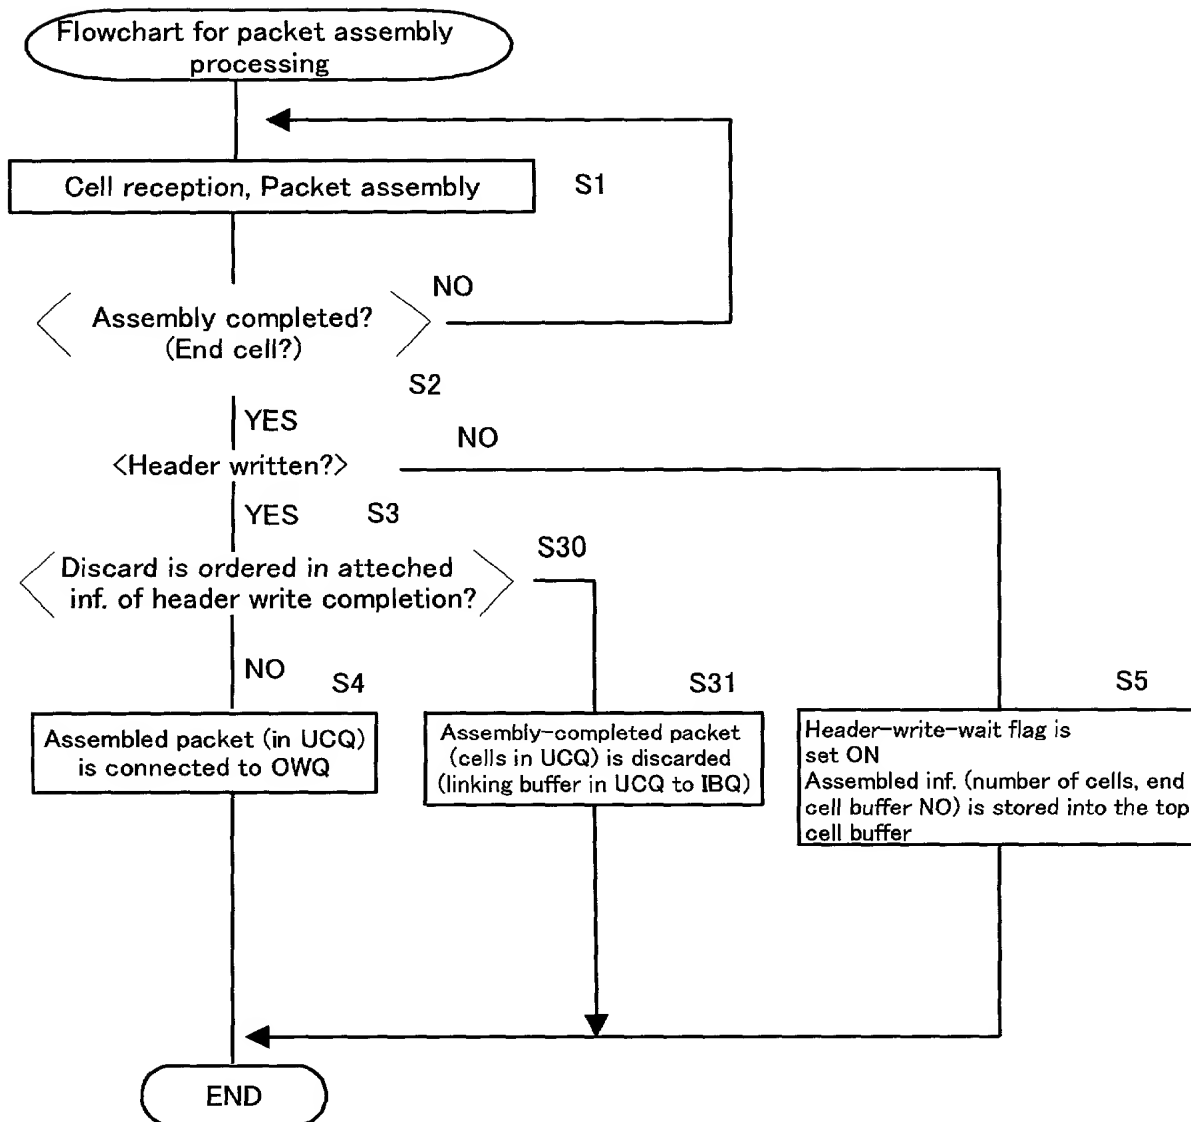 Flowchart for packet assembly
processing
Cell reception, Packet assembly
S1
NO
Assembly completed?
(End cell?)
S2
YES
NO
<Header written?>
YES
S3
S30
Discard is ordered in atteched
inf. of header write completion?
NO
S4
S31
S5
Assembled packet (in UCQ)
is connected to OWQ
Assembly-completed packet
(cells in UCQ) is discarded
(linking buffer in UCQ to IBQ)
Header-write-wait flag is
set ON
Assembled inf. (number of cells, end
cell buffer NO) is stored into the top
cell buffer
END